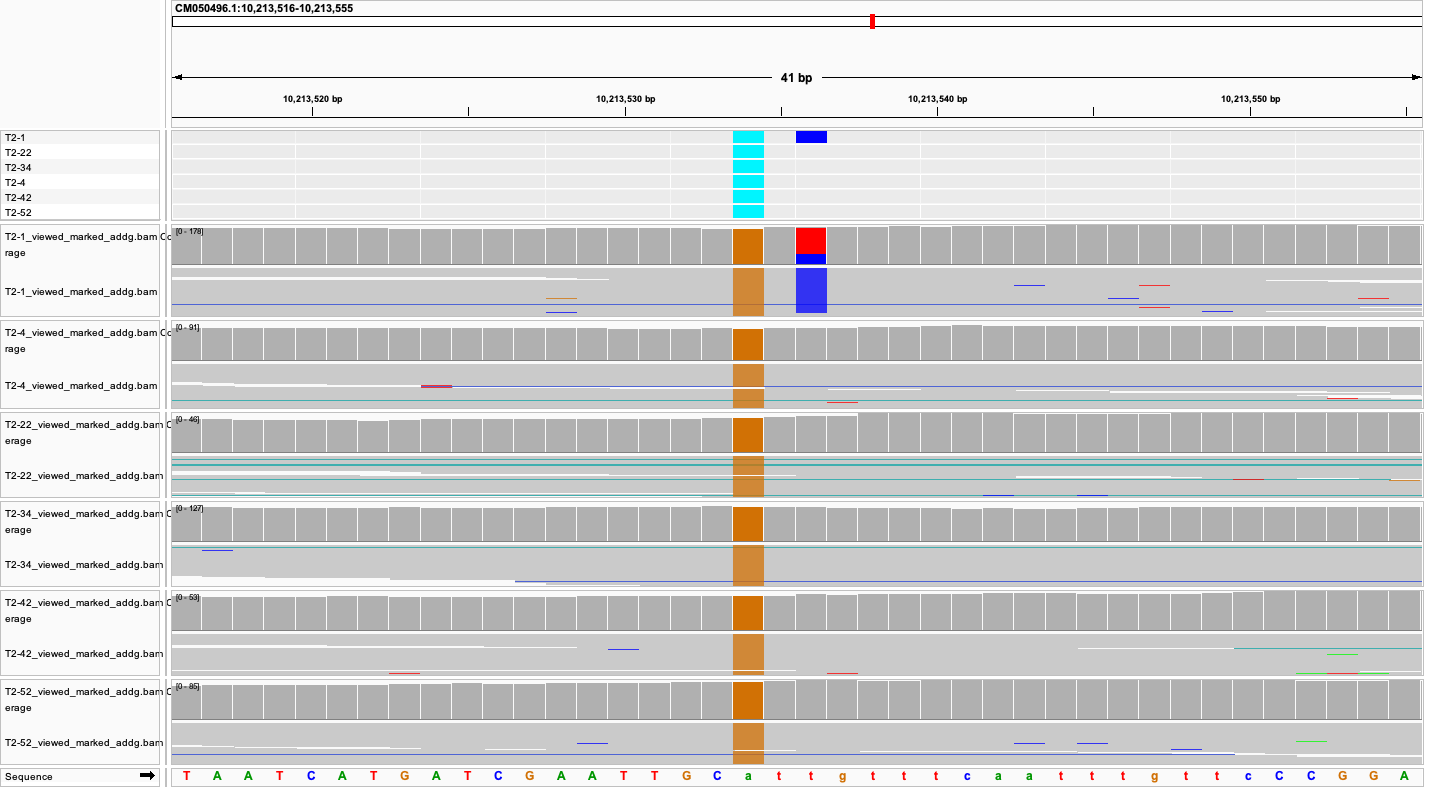 CM050496.1:10,213,516-10,213,555
41 bp
10,213,520 bp 10,213,530 bp 10,213,540 bp 10,213,550 bp
T2-1
T2-22
T2-34
T2-4
T2-42
T2-52
T2-1_viewed_marked_addg.bam Co
rage
[0 - 178]
T2-1_viewed_marked_addg.bam
T2-4_viewed_marked_addg.bam Co
rage
[0 - 91]
T2-4_viewed_marked_addg.bam
T2-22_viewed_marked_addg.bam C
erage
[0 - 46]
T2-22_viewed_marked_addg.bam
T2-34_viewed_marked_addg.bam C
erage
[0 - 127]
T2-34_viewed_marked_addg.bam
T2-42_viewed_marked_addg.bam C
erage
[0 - 53]
T2-42_viewed_marked_addg.bam
T2-52_viewed_marked_addg.bam C
erage
[0 - 85]
T2-52_viewed_marked_addg.bam
Sequence T A A T C A T G A T C G A A T T G C a t t g t t t c a a t t t g t t c C C G G A